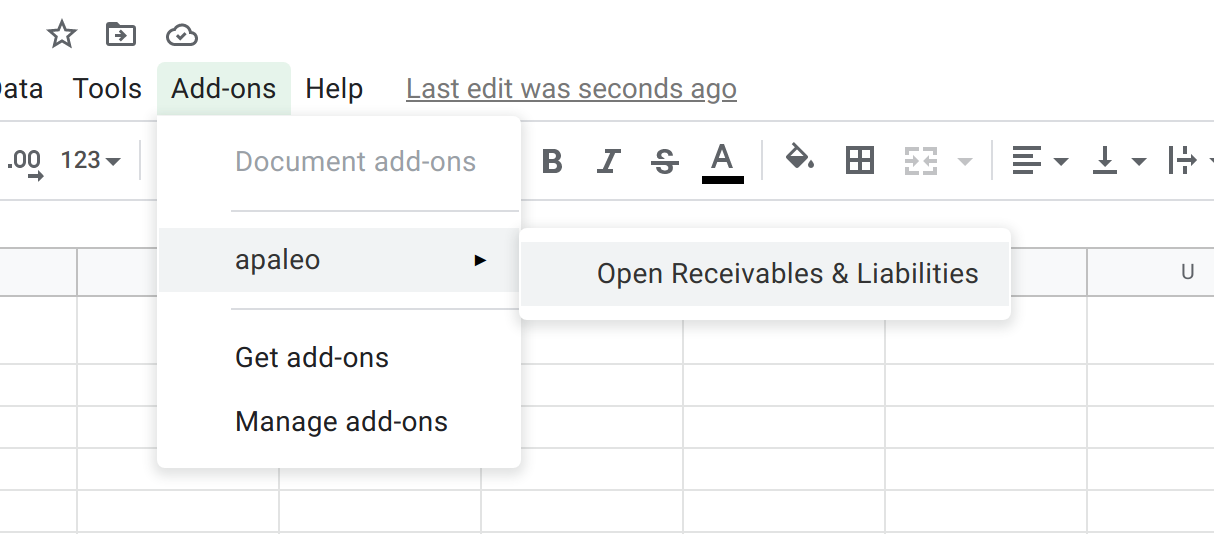 ata Tools Add-ons Help Last edit was seconds ago
.00 123 B I S A
Document add-ons
apaleo
Open Receivables & Liabilities
U
Get add-ons
Manage add-ons